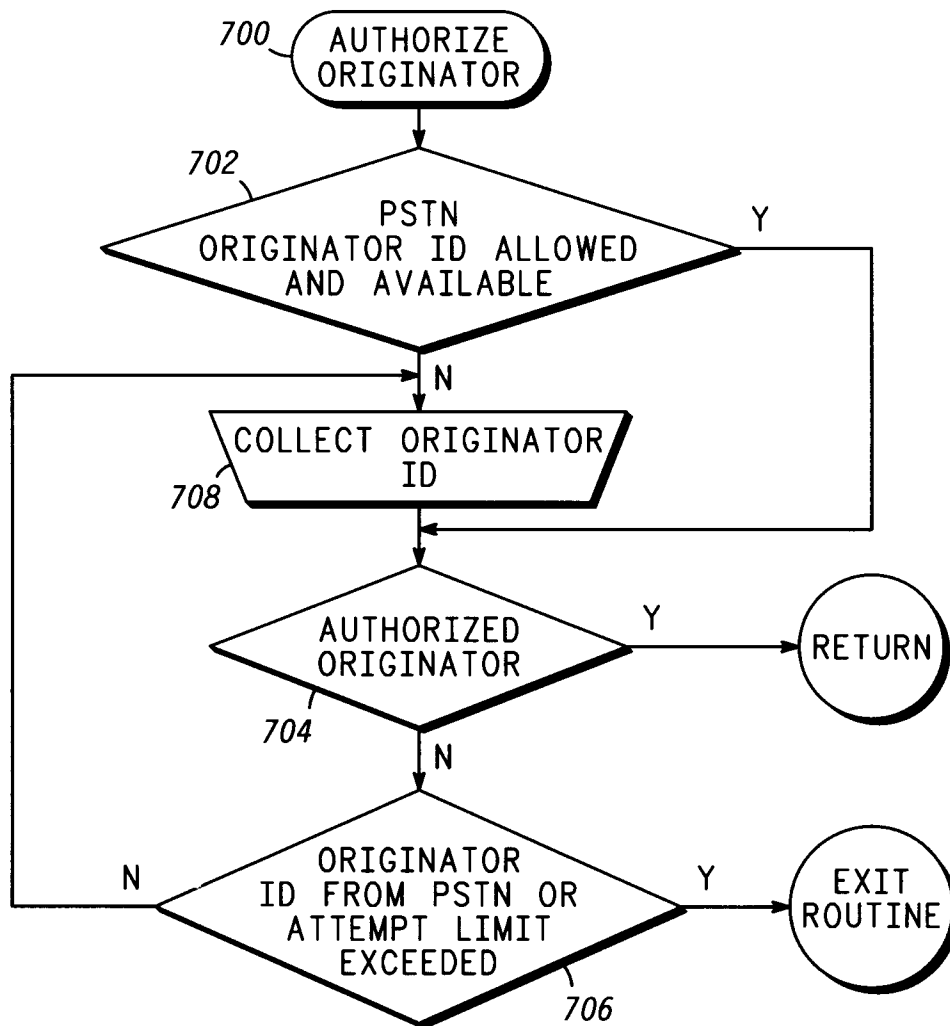 700
AUTHORIZE
ORIGINATOR
702
PSTN
ORIGINATOR ID ALLOWED
AND AVAILABLE
Y
N
COLLECT ORIGINATOR
ID
708
AUTHORIZED
ORIGINATOR
Y
RETURN
704
N
ORIGINATOR
ID FROM PSTN OR
ATTEMPT LIMIT
EXCEEDED
N
Y
EXIT
ROUTINE
706